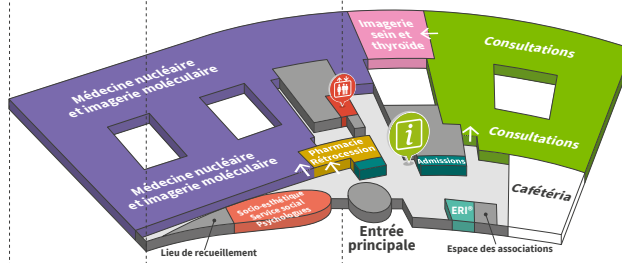 Imagerie
sein et
thyroïde
Consultations
Médecine nucléaire
et imagerie moléculaire
i
Consultations
Pharmacie
Rétrocession
Admissions
Médecine nucléaire
et imagerie moléculaire
Cafétéria
Socio-esthétique
Service social
Psychologues
ERI®
Entrée
principale
Lieu de recueillement
Espace des associations